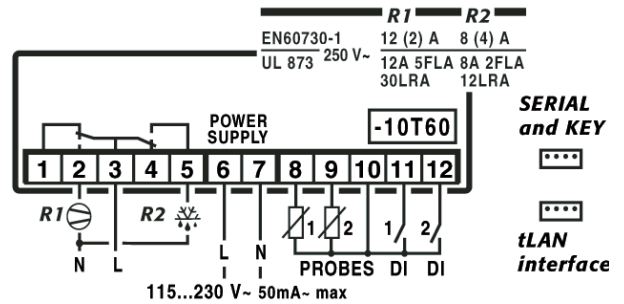 R1 R2
EN60730-1 250 V~ 12 (2) A 8 (4) A
UL 873 12A 5FLA 8A 2FLA
30LRA 12LRA
POWER
SUPPLY
-10T60
SERIAL
and KEY
1 2 3 4 5 6 7 8 9 10 11 12
R1 R2 1 2 1 2
N L L N PROBES DI DI
115...230 V~ 50mA~ max
tLAN
interface